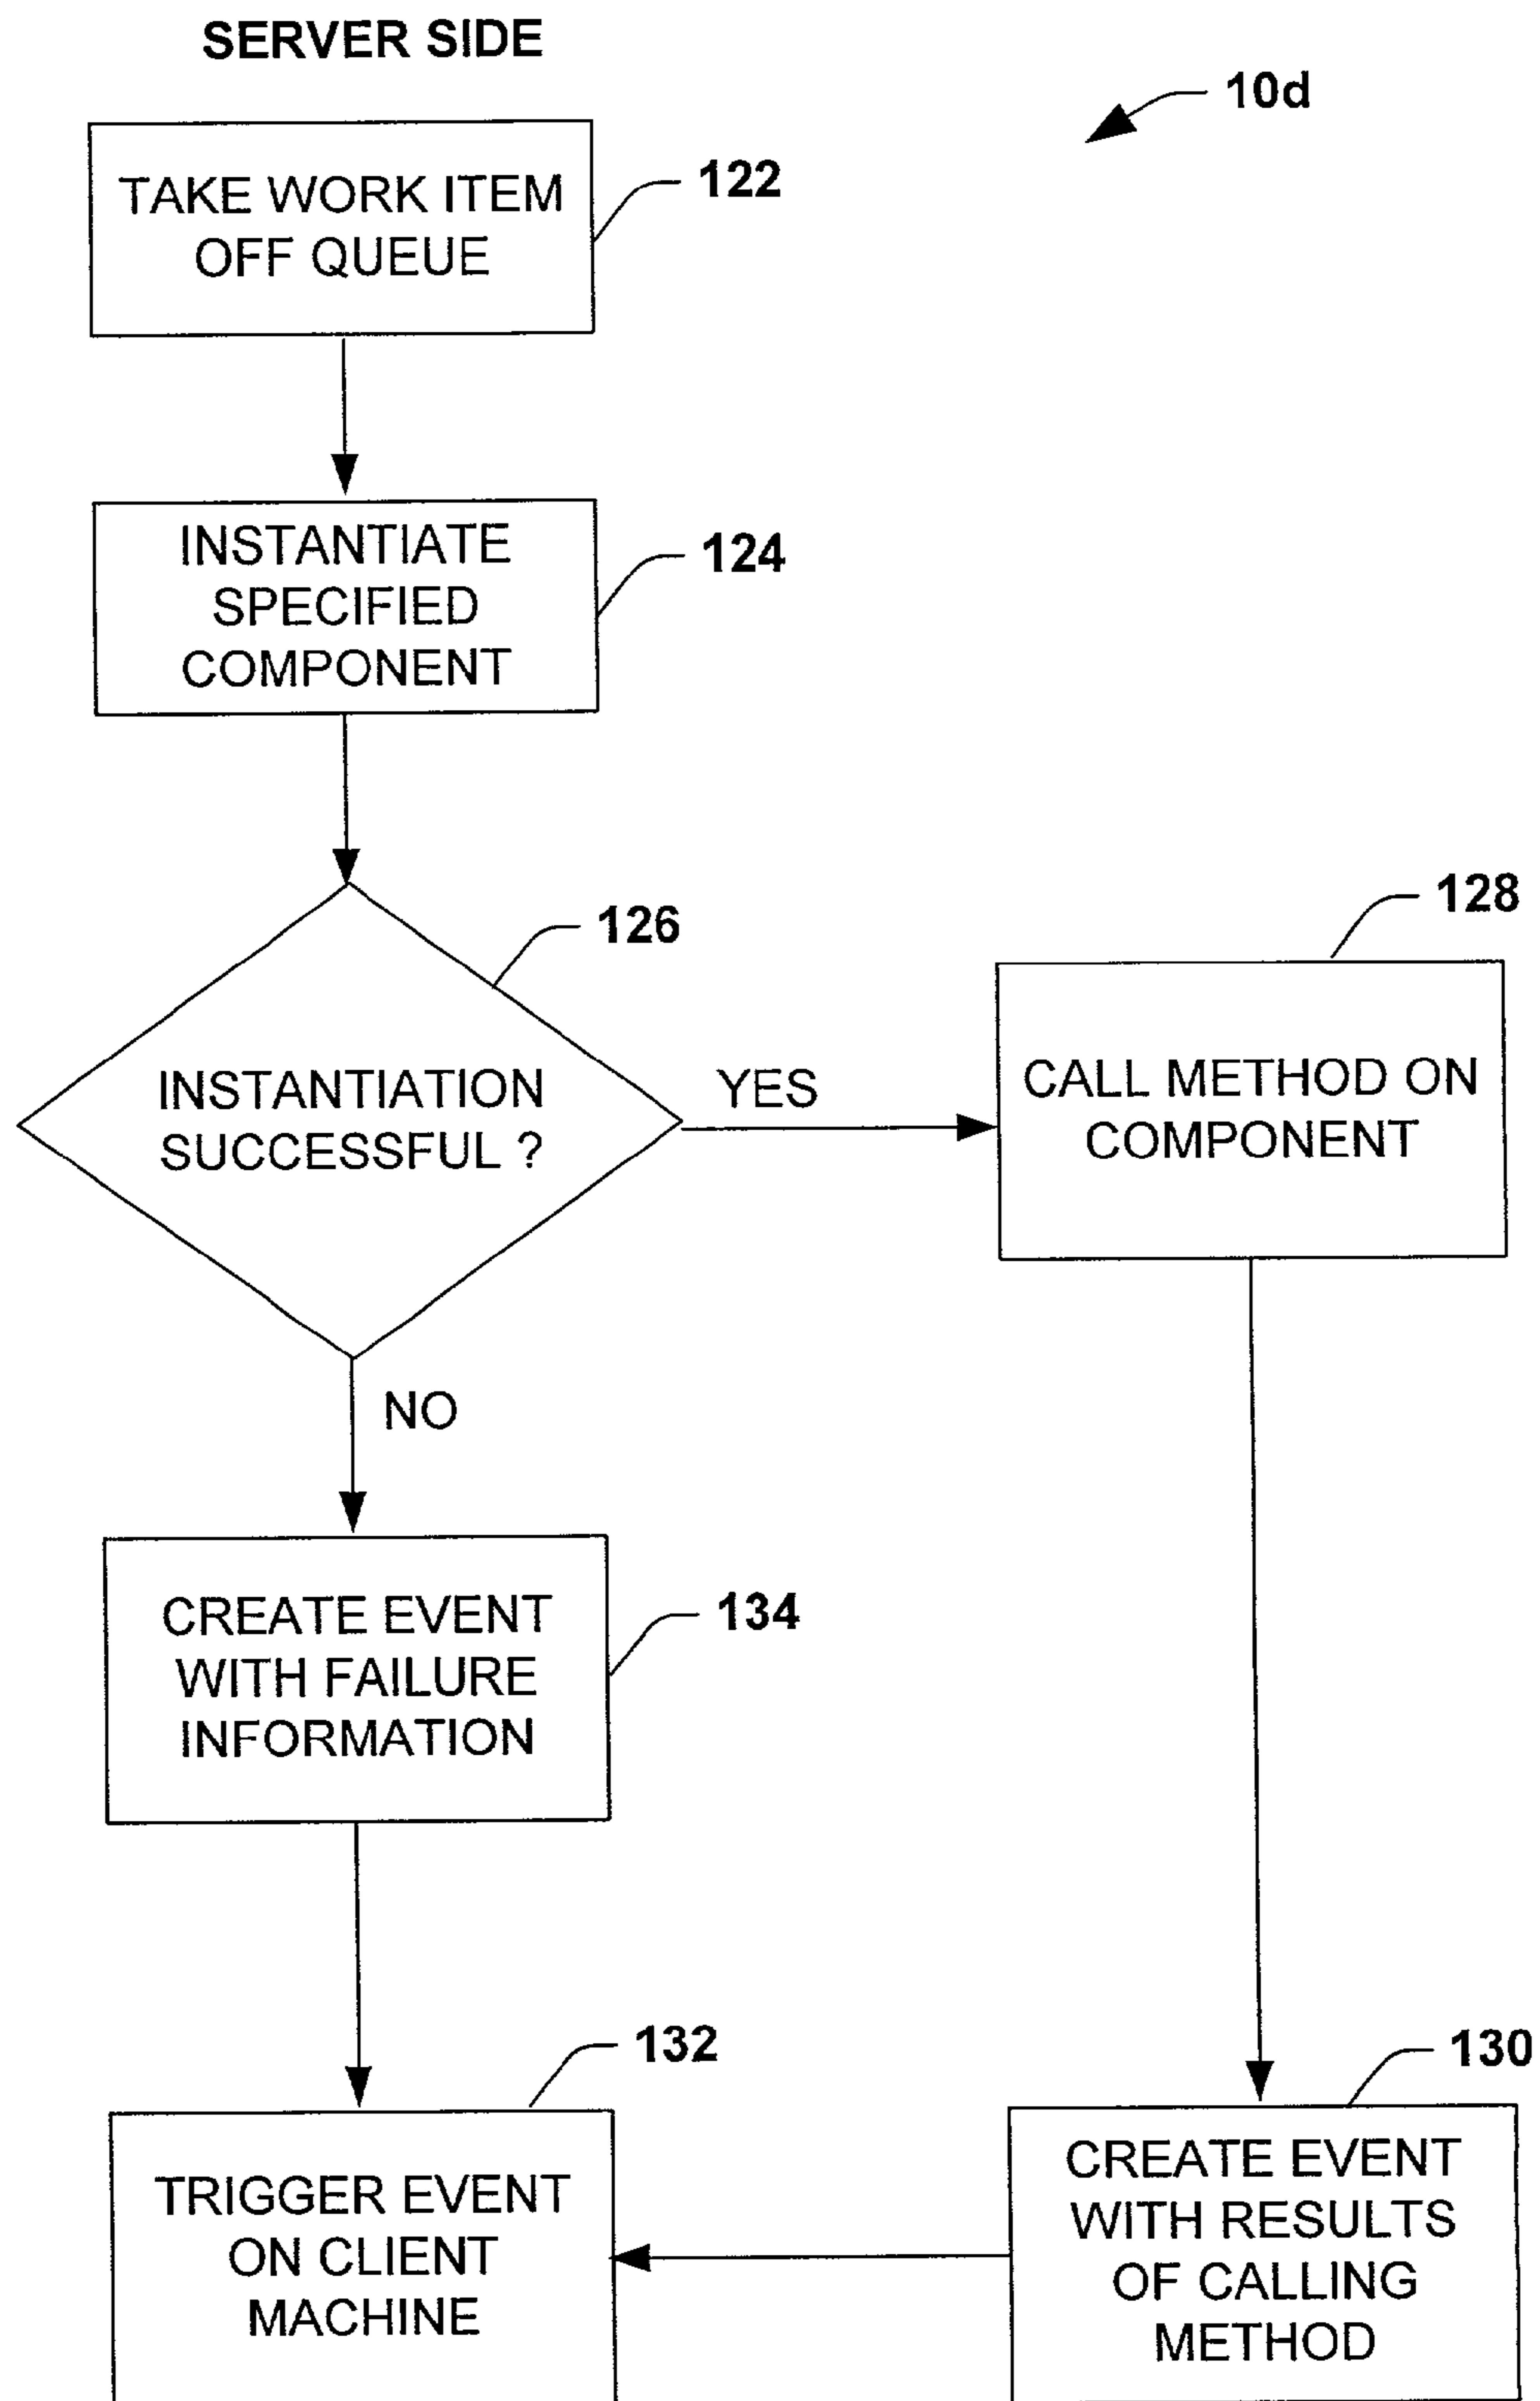 SERVER SIDE
10d
TAKE WORK ITEM
OFF QUEUE
122
INSTANTIATE
SPECIFIED
COMPONENT
124
126
128
INSTANTIATION
SUCCESSFUL ?
YES
CALL METHOD ON
COMPONENT
NO
CREATE EVENT
WITH FAILURE
INFORMATION
134
132
130
TRIGGER EVENT
ON CLIENT
MACHINE
CREATE EVENT
WITH RESULTS
OF CALLING
METHOD